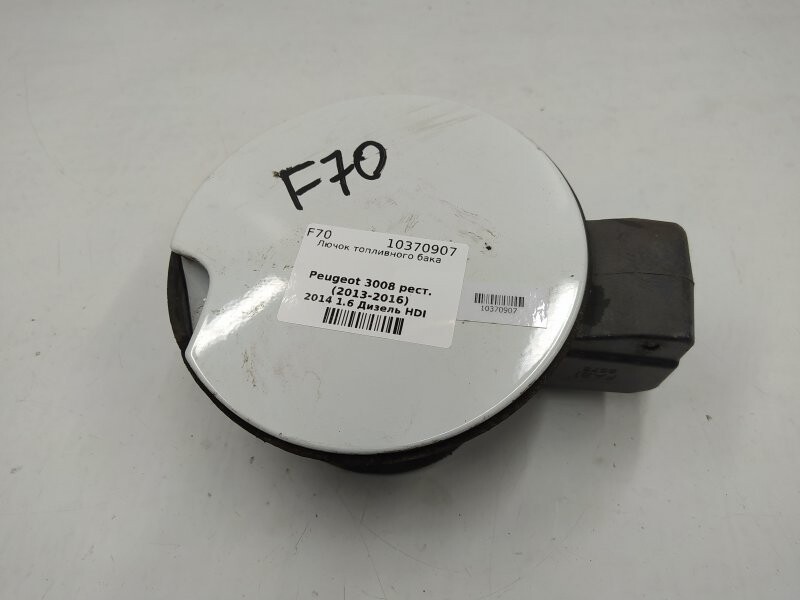 F70
F70 10370907
Лючок топливного бака
Peugeot 3008 рест.
(2013-2016)
2014 1.6 Дизель HDI
10370907